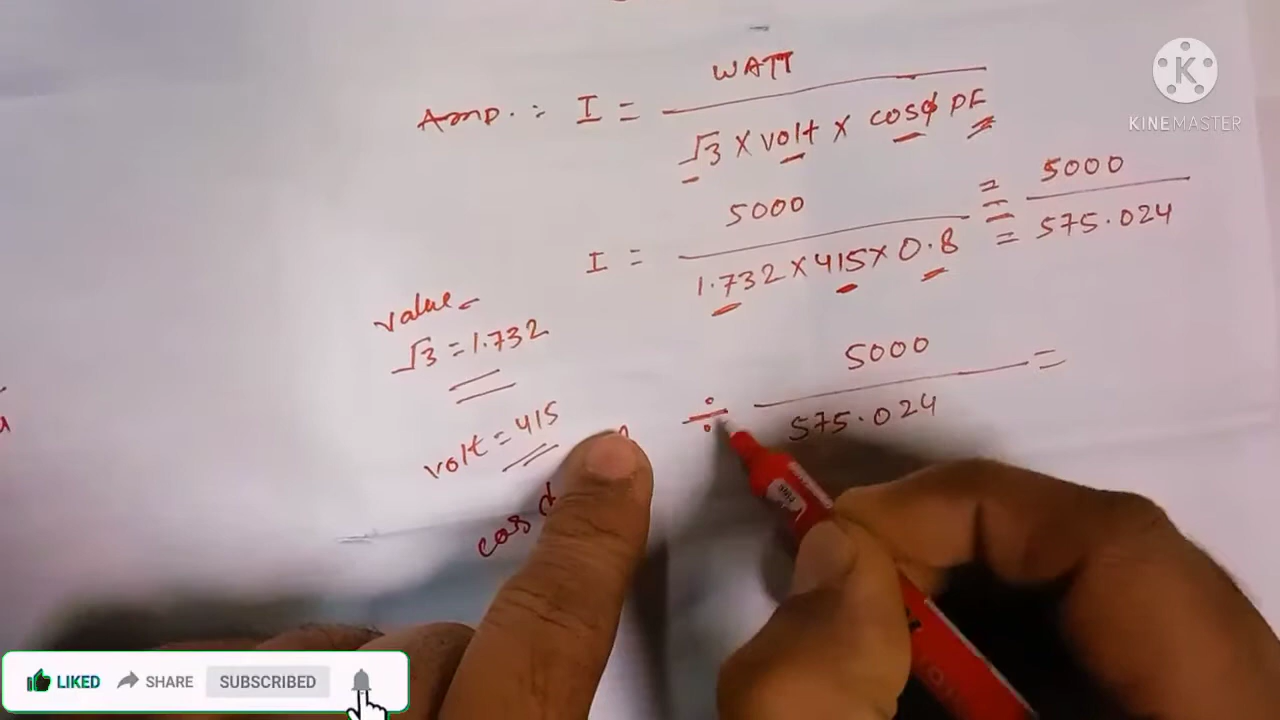 WATT
Amp. : I =
√3 × volt × cosϕ PF
KINEMASTER
5000
I =
1.732 × 415 × 0.8
= 5000
= 575.024
value
√3 = 1.732
volt = 415
cos
÷ 5000 =
575.024
LIKED SHARE SUBSCRIBED